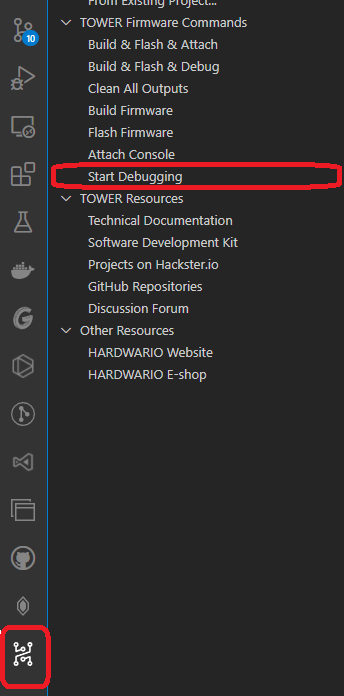 From Existing Project...
TOWER Firmware Commands
Build & Flash & Attach
Build & Flash & Debug
Clean All Outputs
Build Firmware
Flash Firmware
Attach Console
Start Debugging
TOWER Resources
Technical Documentation
Software Development Kit
Projects on Hackster.io
GitHub Repositories
Discussion Forum
Other Resources
HARDWARIO Website
HARDWARIO E-shop
10